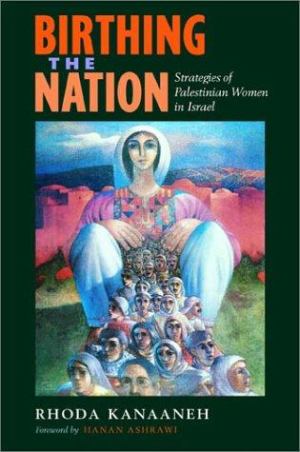 BIRTHING
THE
NATION
Strategies of
Palestinian Women
in Israel
RHODA KANAANEH
Foreword by HANAN ASHRAWI